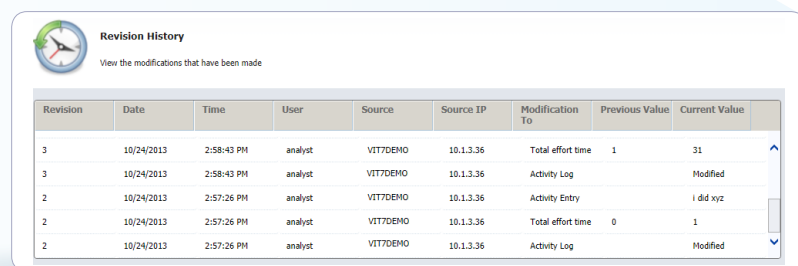 Revision History
View the modifications that have been made
Revision Date Time User Source Source IP Modification To Previous Value Current Value
3 10/24/2013 2:58:43 PM analyst VIT7DEMO 10.1.3.36 Total effort time 1 31
3 10/24/2013 2:58:43 PM analyst VIT7DEMO 10.1.3.36 Activity Log Modified
2 10/24/2013 2:57:26 PM analyst VIT7DEMO 10.1.3.36 Activity Entry i did xyz
2 10/24/2013 2:57:26 PM analyst VIT7DEMO 10.1.3.36 Total effort time 0 1
2 10/24/2013 2:57:26 PM analyst VIT7DEMO 10.1.3.36 Activity Log Modified